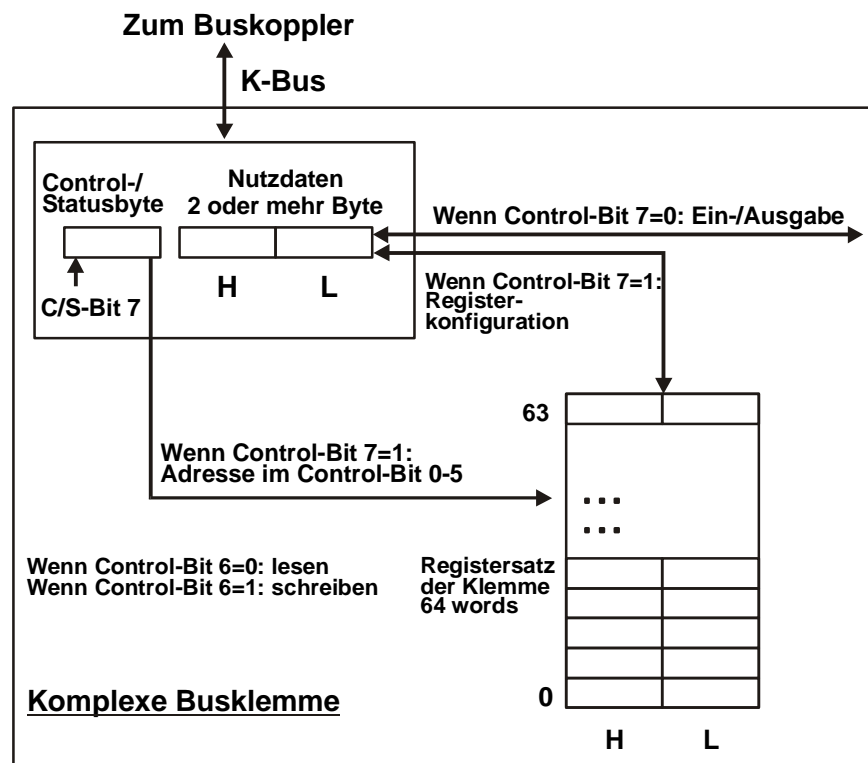 Zum Buskoppler
K-Bus
Control-/
Statusbyte
Nutzdaten
2 oder mehr Byte
H
L
C/S-Bit 7
Wenn Control-Bit 7=0: Ein-/Ausgabe
Wenn Control-Bit 7=1:
Register-
konfiguration
63
Wenn Control-Bit 7=1:
Adresse im Control-Bit 0-5
...
...
Wenn Control-Bit 6=0: lesen
Wenn Control-Bit 6=1: schreiben
Registersatz
der Klemme
64 words
Komplexe Busklemme
0
H
L